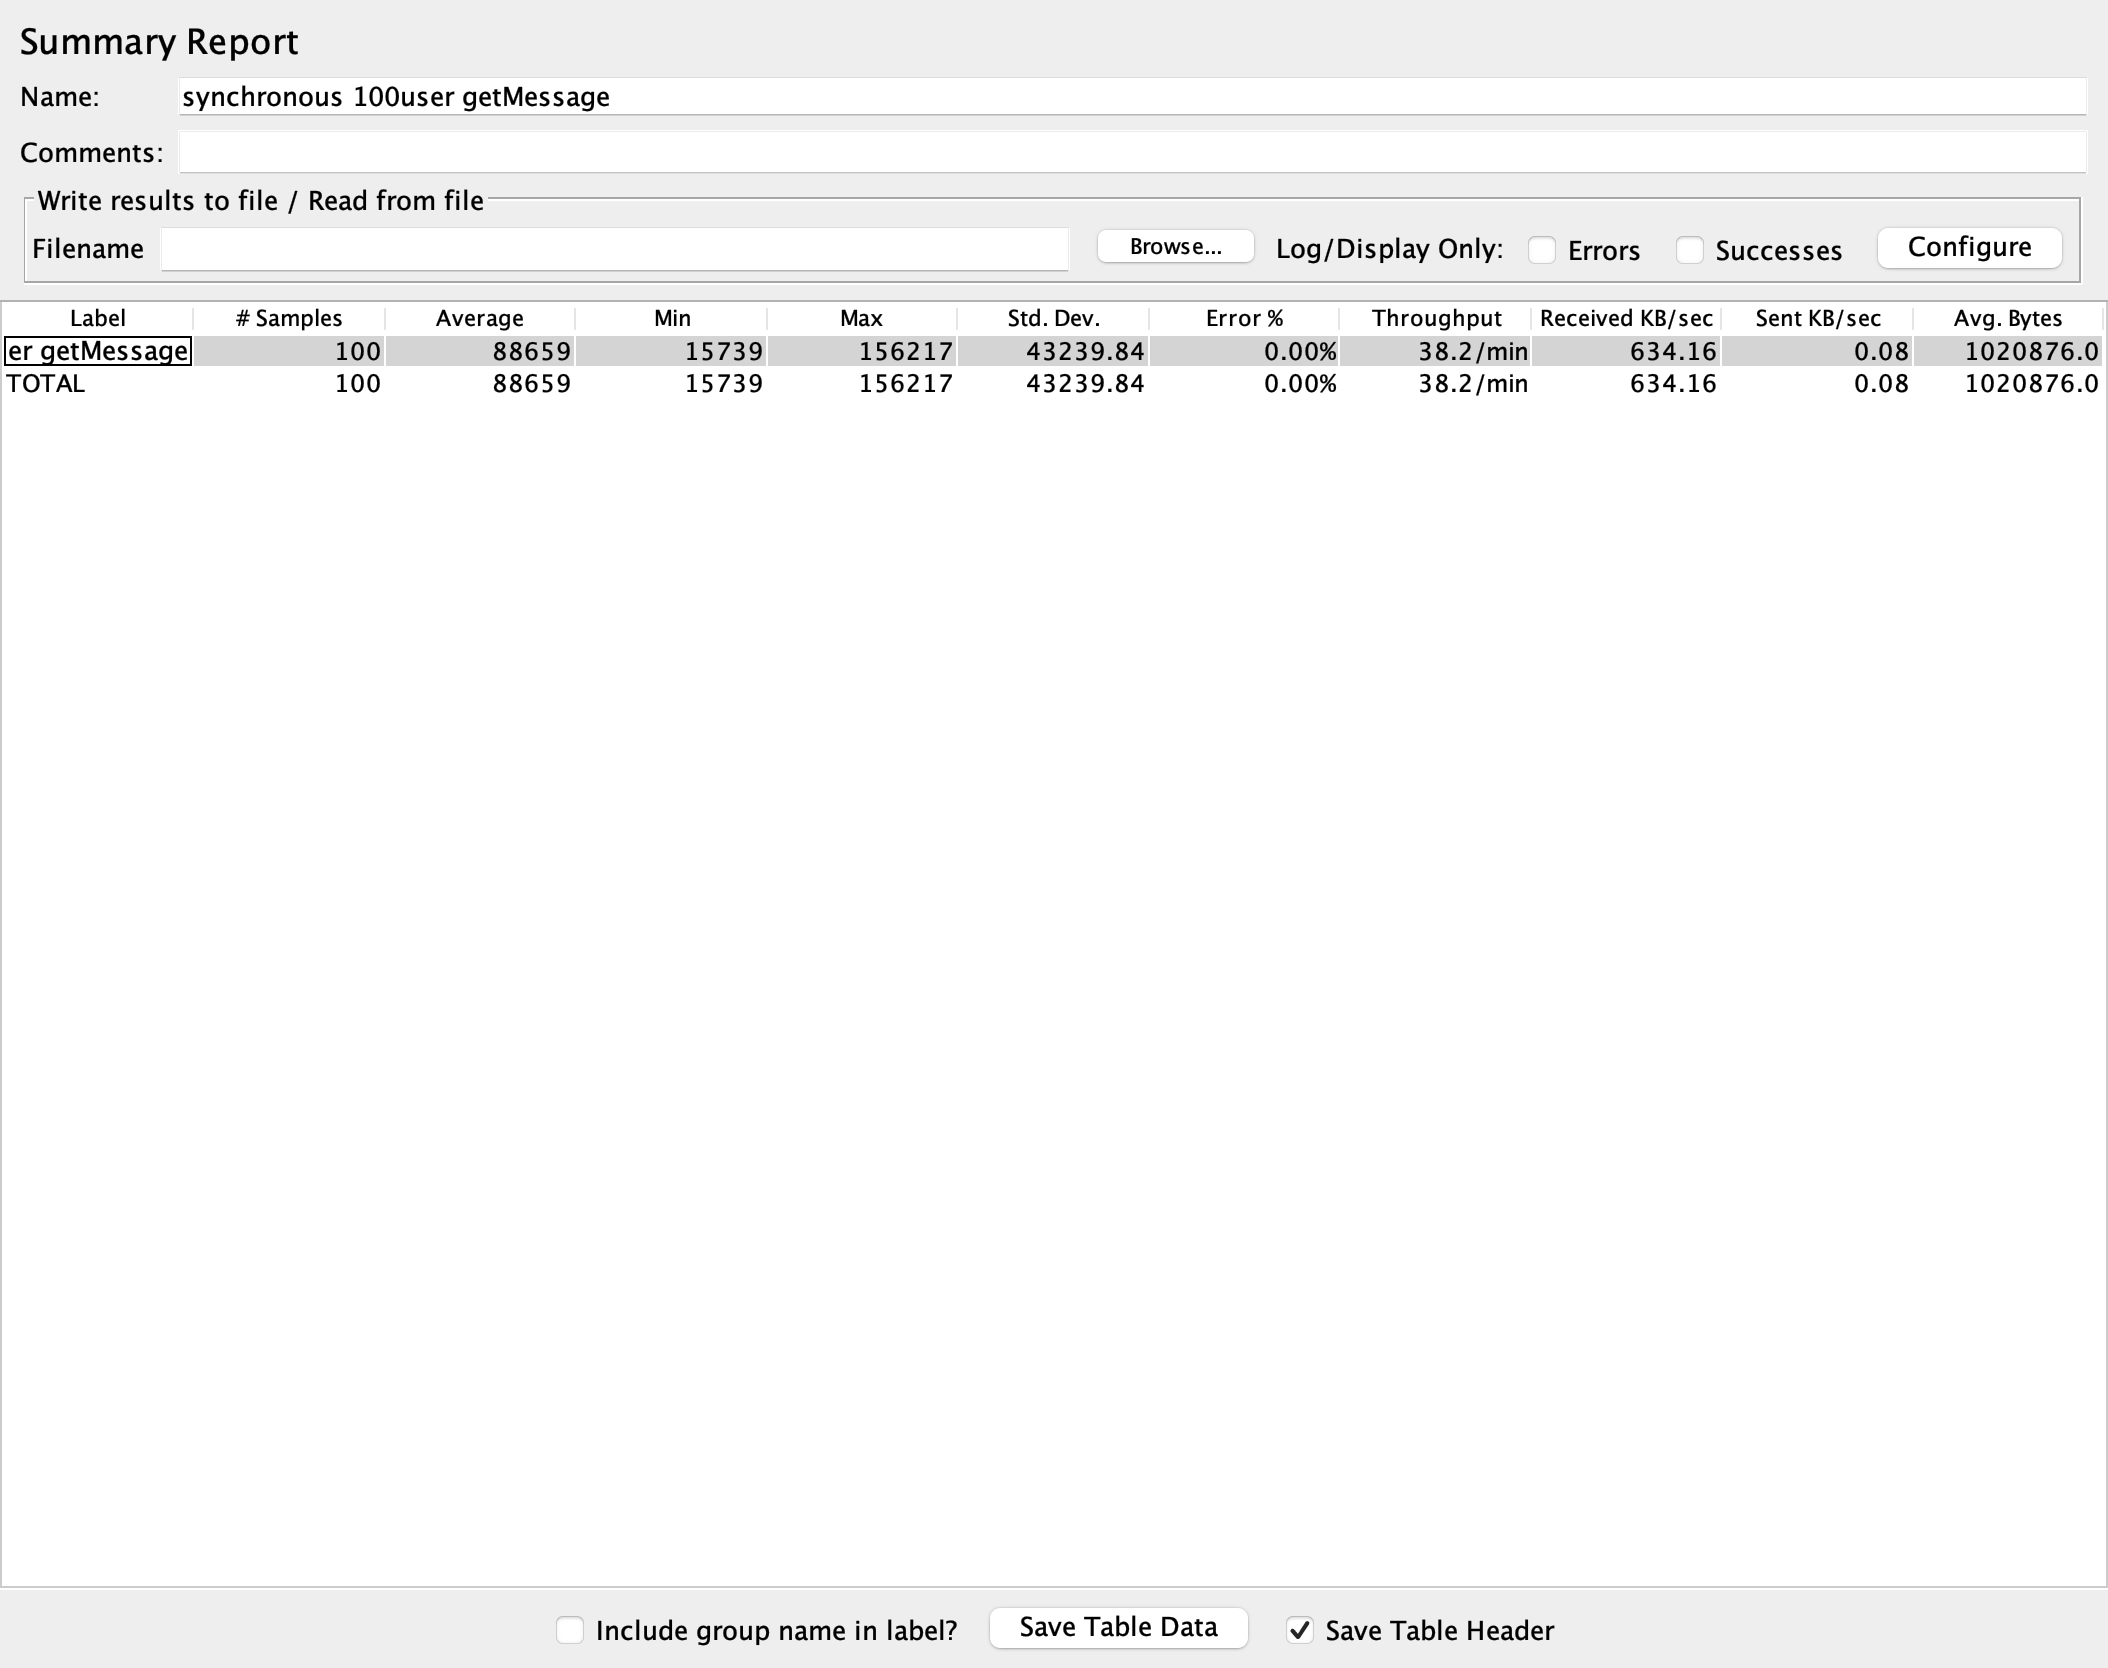 Summary Report
Name: synchronous 100user getMessage
Comments:
Write results to file / Read from file
Filename Browse... Log/Display Only: Errors Successes Configure
Label # Samples Average Min Max Std. Dev. Error % Throughput Received KB/sec Sent KB/sec Avg. Bytes
er getMessage 100 88659 15739 156217 43239.84 0.00% 38.2/min 634.16 0.08 1020876.0
TOTAL 100 88659 15739 156217 43239.84 0.00% 38.2/min 634.16 0.08 1020876.0
Include group name in label? Save Table Data Save Table Header